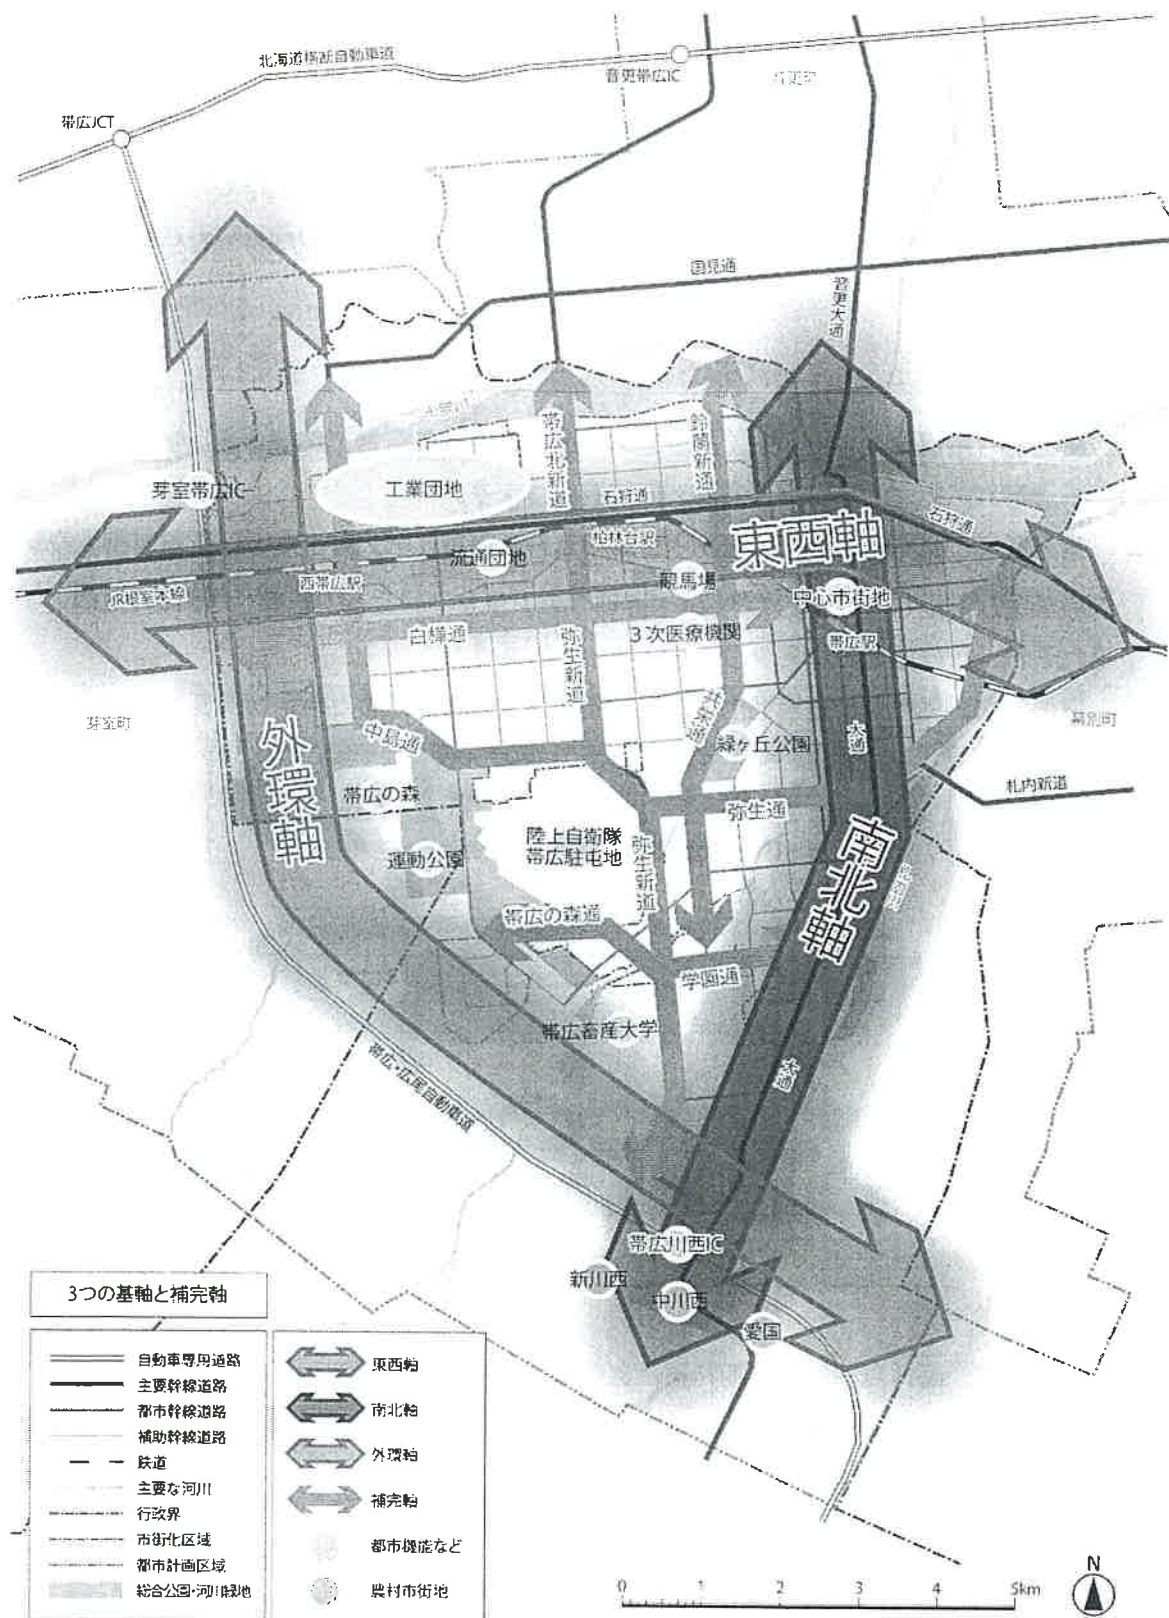 北海道横断自動車道
音更帯広IC
音更町
帯広JCT
国見通
音更大通
十勝川
帯広北新道
鈴蘭新通
芽室帯広IC
工業団地
石狩通
石狩通
柏林台駅
東西軸
流通団地
西帯広駅
JR根室本線
競馬場
中心市街地
白樺通
弥生新道
3次医療機関
帯広駅
芽室町
幕別町
外環軸
中島通
共栄通
緑ヶ丘公園
大通
札内新道
帯広の森
弥生通
運動公園
陸上自衛隊
帯広駐屯地
弥生新道
南北軸
帯広の森通
学園通
帯広畜産大学
大通
帯広・広尾自動車道
帯広川西IC
新川西
中川西
愛国
3つの基軸と補完軸
自動車専用道路
主要幹線道路
都市幹線道路
補助幹線道路
鉄道
主要な河川
行政界
市街化区域
都市計画区域
総合公園・河川緑地
東西軸
南北軸
外環軸
補完軸
都市機能など
農村市街地
0 1 2 3 4 5km
N